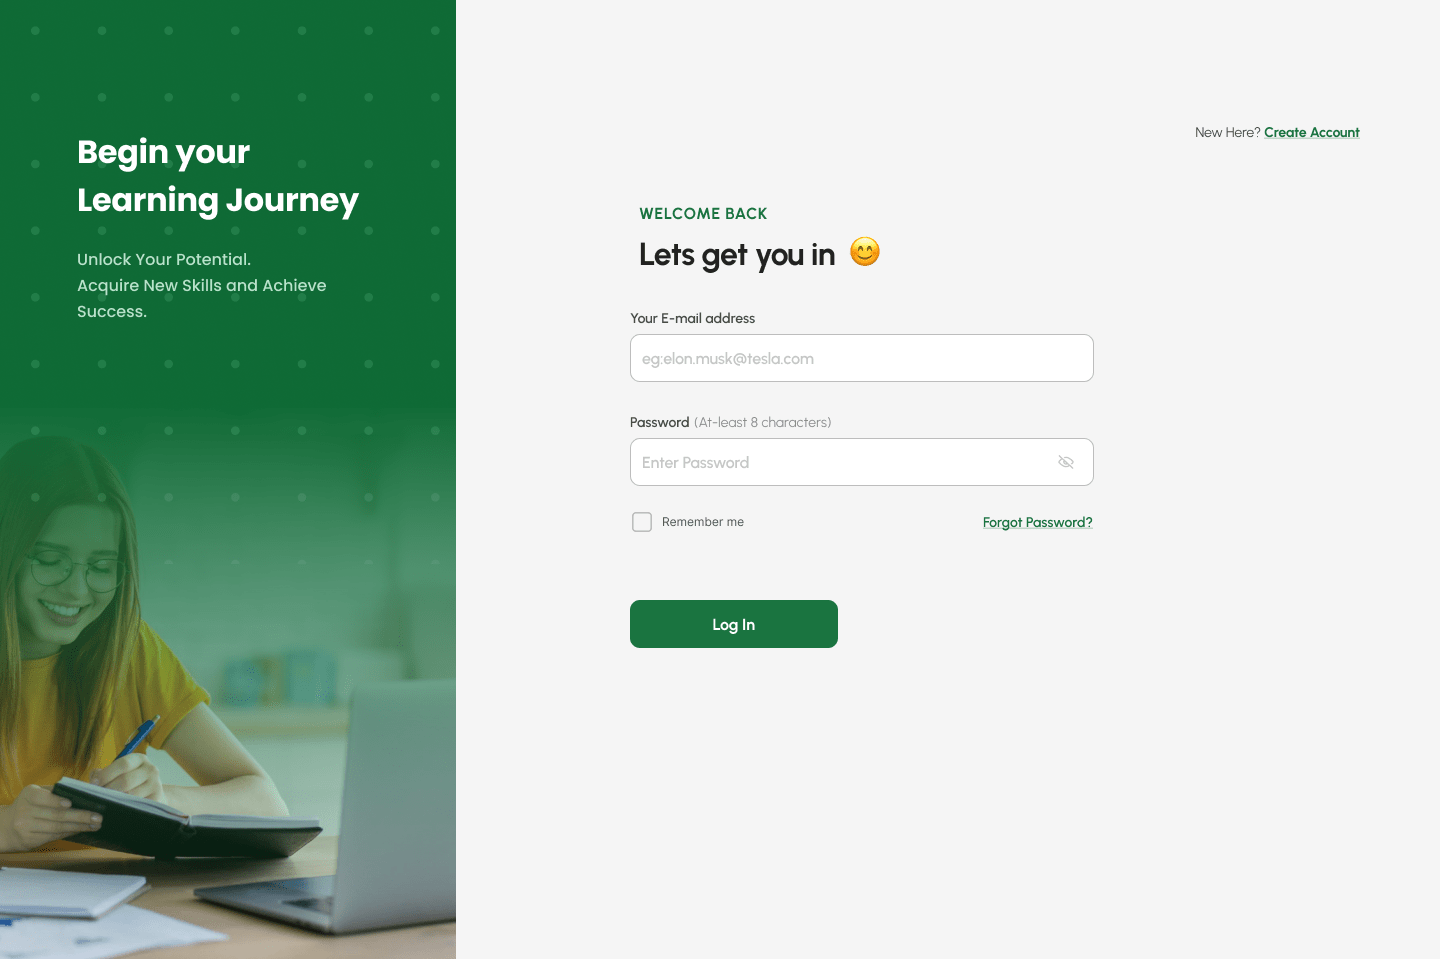 Begin your
Learning Journey
Unlock Your Potential.
Acquire New Skills and Achieve
Success.
New Here? Create Account
WELCOME BACK
Lets get you in 😊
Your E-mail address
eg:elon.musk@tesla.com
Password (At-least 8 characters)
Enter Password
Remember me
Forgot Password?
Log In